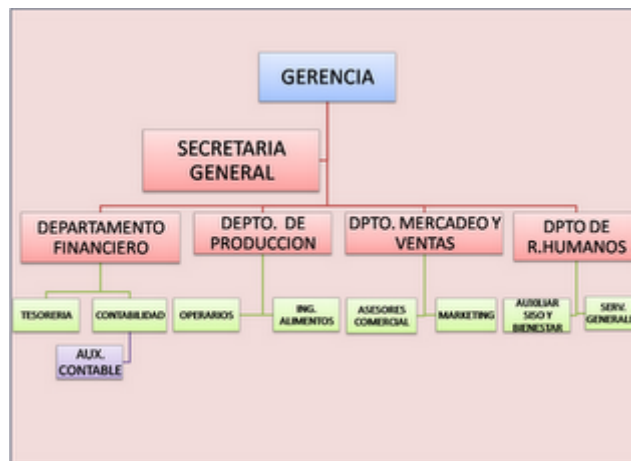 GERENCIA
SECRETARIA
GENERAL
DEPARTAMENTO
FINANCIERO
DEPTO. DE
PRODUCCION
DPTO. MERCADEO Y
VENTAS
DPTO DE
R.HUMANOS
TESORERIA
CONTABILIDAD
OPERARIOS
ING.
ALIMENTOS
ASESORES
COMERCIAL
MARKETING
AUXILIAR
SISO Y
BIENESTAR
SERV.
GENERALE
AUX.
CONTABLE